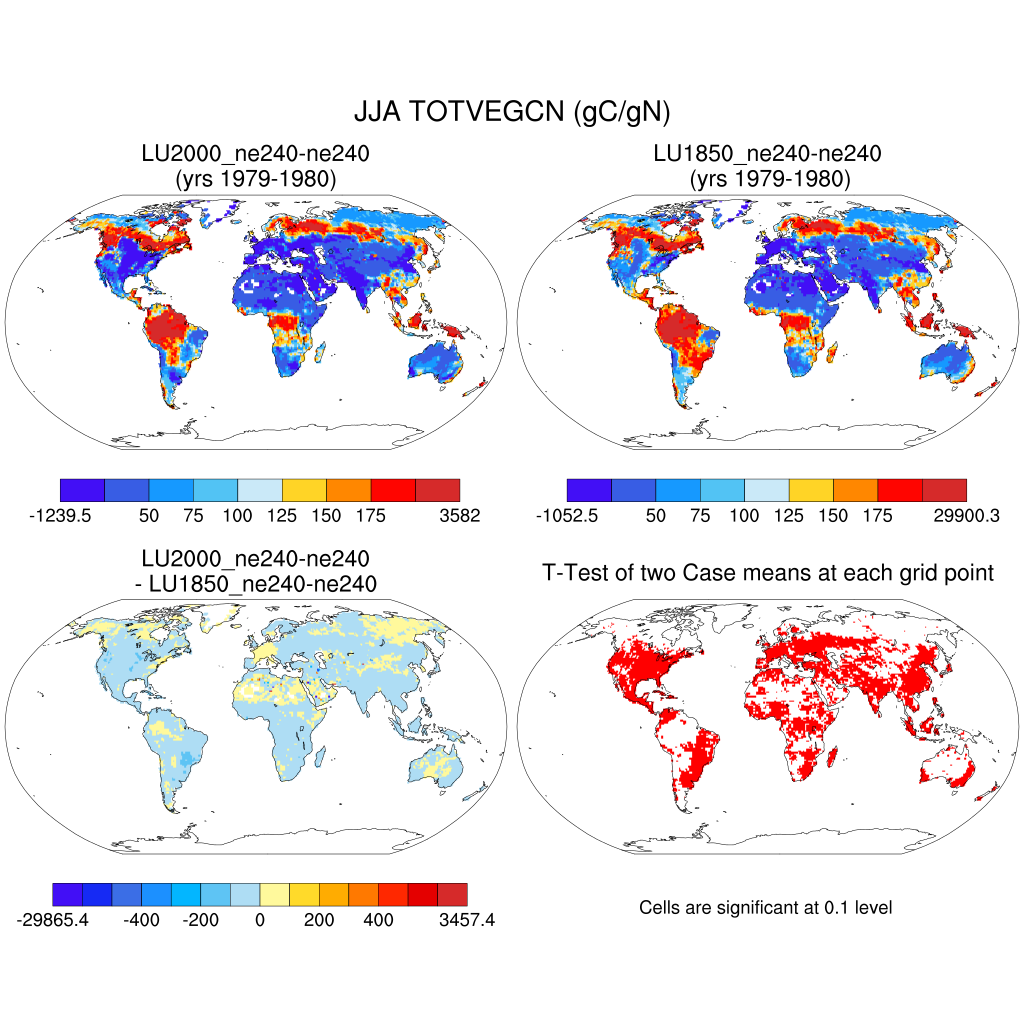 JJA TOTVEGCN (gC/gN)
LU2000_ne240-ne240
(yrs 1979-1980)
LU1850_ne240-ne240
(yrs 1979-1980)
-1239.5 50 75 100 125 150 175 3582
-1052.5 50 75 100 125 150 175 29900.3
LU2000_ne240-ne240
- LU1850_ne240-ne240
T-Test of two Case means at each grid point
-29865.4 -400 -200 0 200 400 3457.4
Cells are significant at 0.1 level